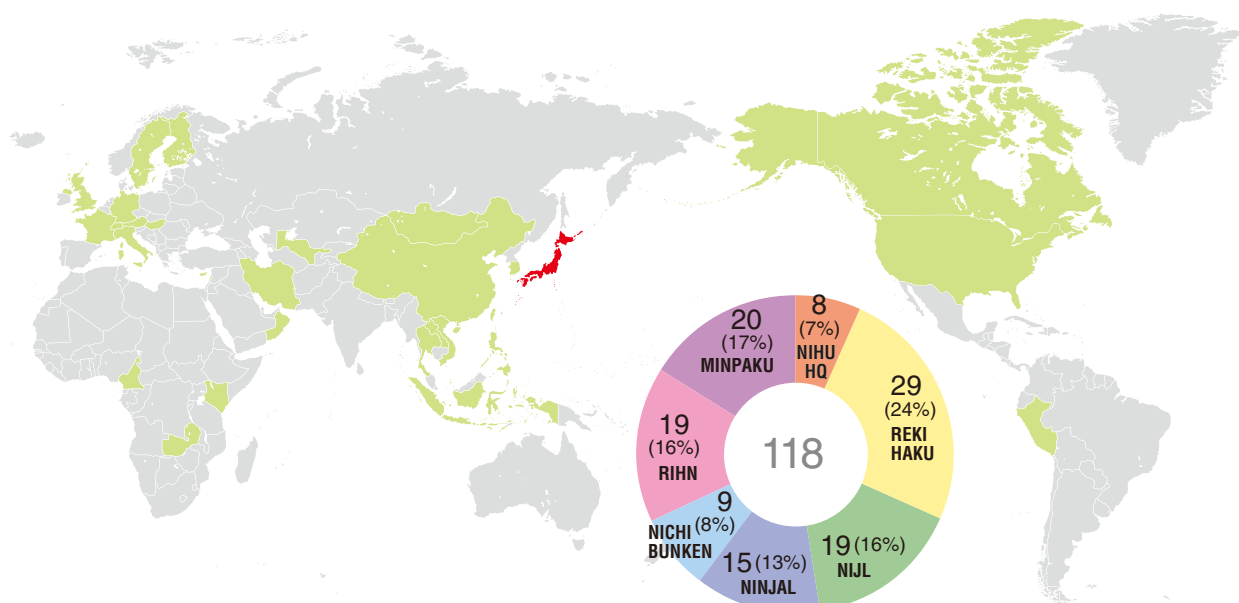 8
(7%)
NIHU
HQ
29
(24%)
REKI
HAKU
19 (16%)
NIJL
15 (13%)
NINJAL
9
(8%)
NICHI
BUNKEN
19
(16%)
RIHN
20
(17%)
MINPAKU
118